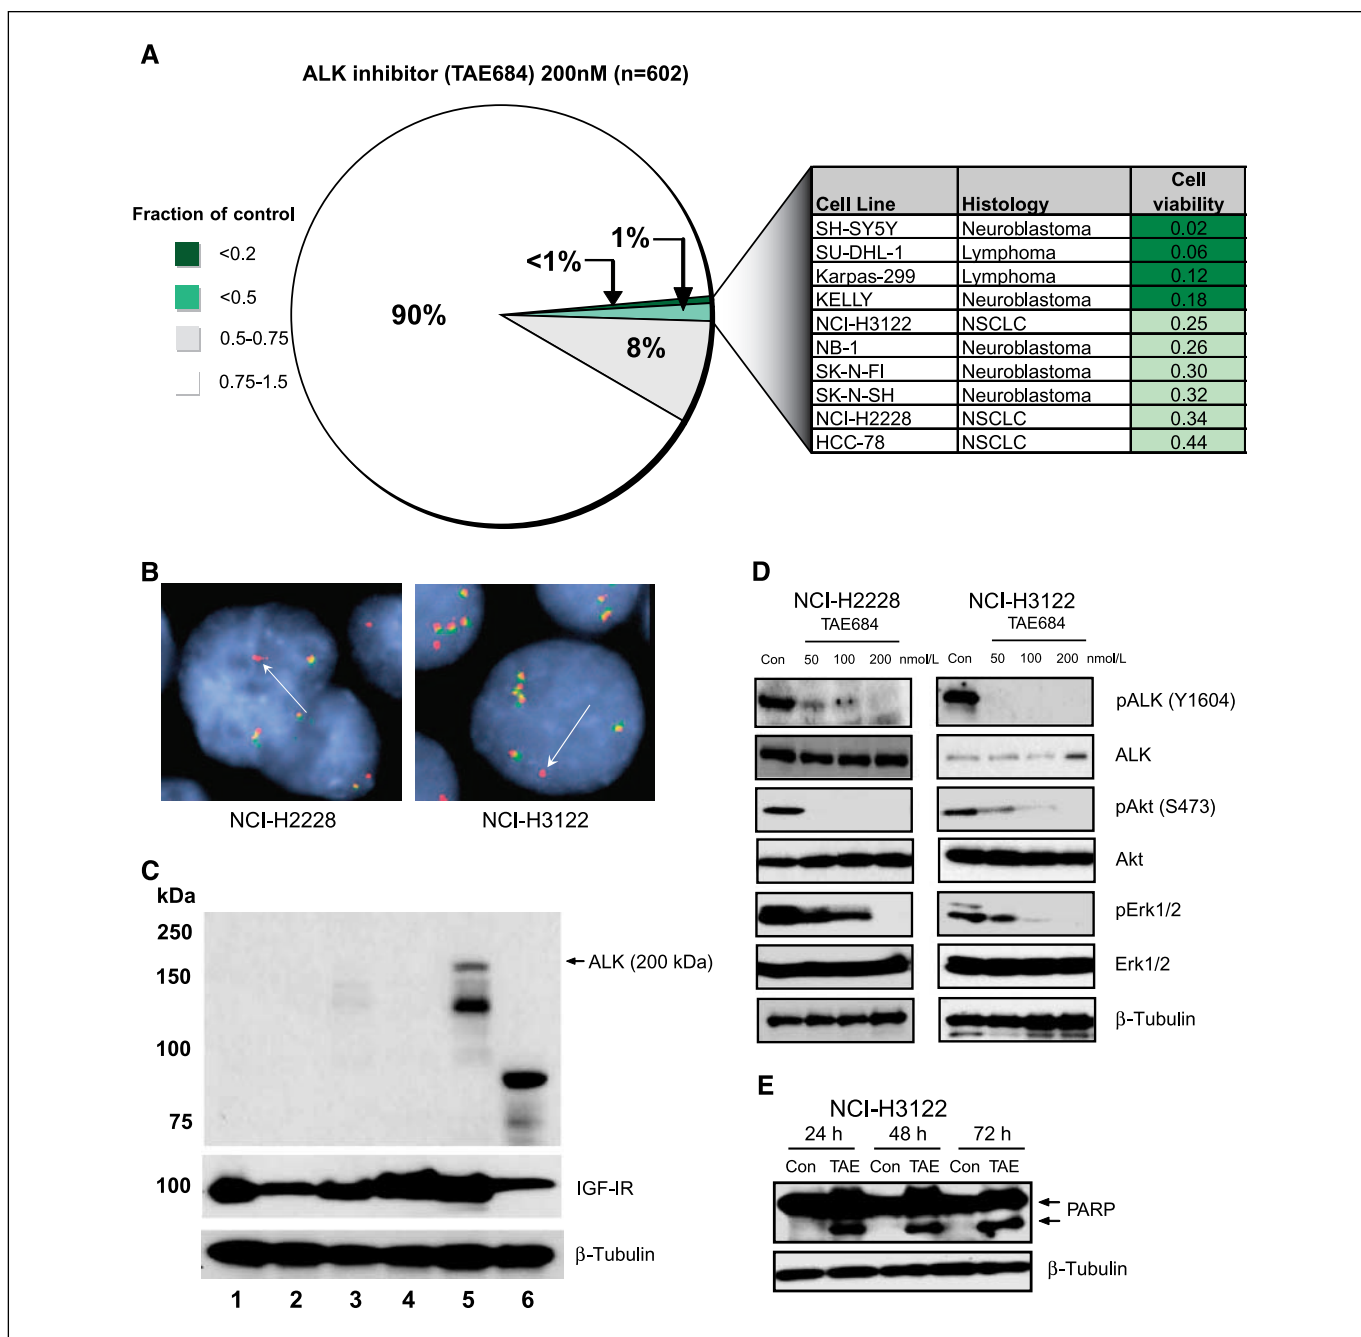 A
ALK inhibitor (TAE684) 200nM (n=602)
Fraction of control
<0.2
<0.5
0.5-0.75
0.75-1.5
90%
<1%
1%
8%
Cell Line Histology Cell viability
SH-SY5Y Neuroblastoma 0.02
SU-DHL-1 Lymphoma 0.06
Karpas-299 Lymphoma 0.12
KELLY Neuroblastoma 0.18
NCI-H3122 NSCLC 0.25
NB-1 Neuroblastoma 0.26
SK-N-FI Neuroblastoma 0.30
SK-N-SH Neuroblastoma 0.32
NCI-H2228 NSCLC 0.34
HCC-78 NSCLC 0.44
B
NCI-H2228 NCI-H3122
C
kDa
250
150
100
75
ALK (200 kDa)
100
IGF-IR
β-Tubulin
1 2 3 4 5 6
D
NCI-H2228 NCI-H3122
TAE684 TAE684
Con 50 100 200 nmol/L Con 50 100 200 nmol/L
pALK (Y1604)
ALK
pAkt (S473)
Akt
pErk1/2
Erk1/2
β-Tubulin
E
NCI-H3122
24 h 48 h 72 h
Con TAE Con TAE Con TAE
PARP
β-Tubulin